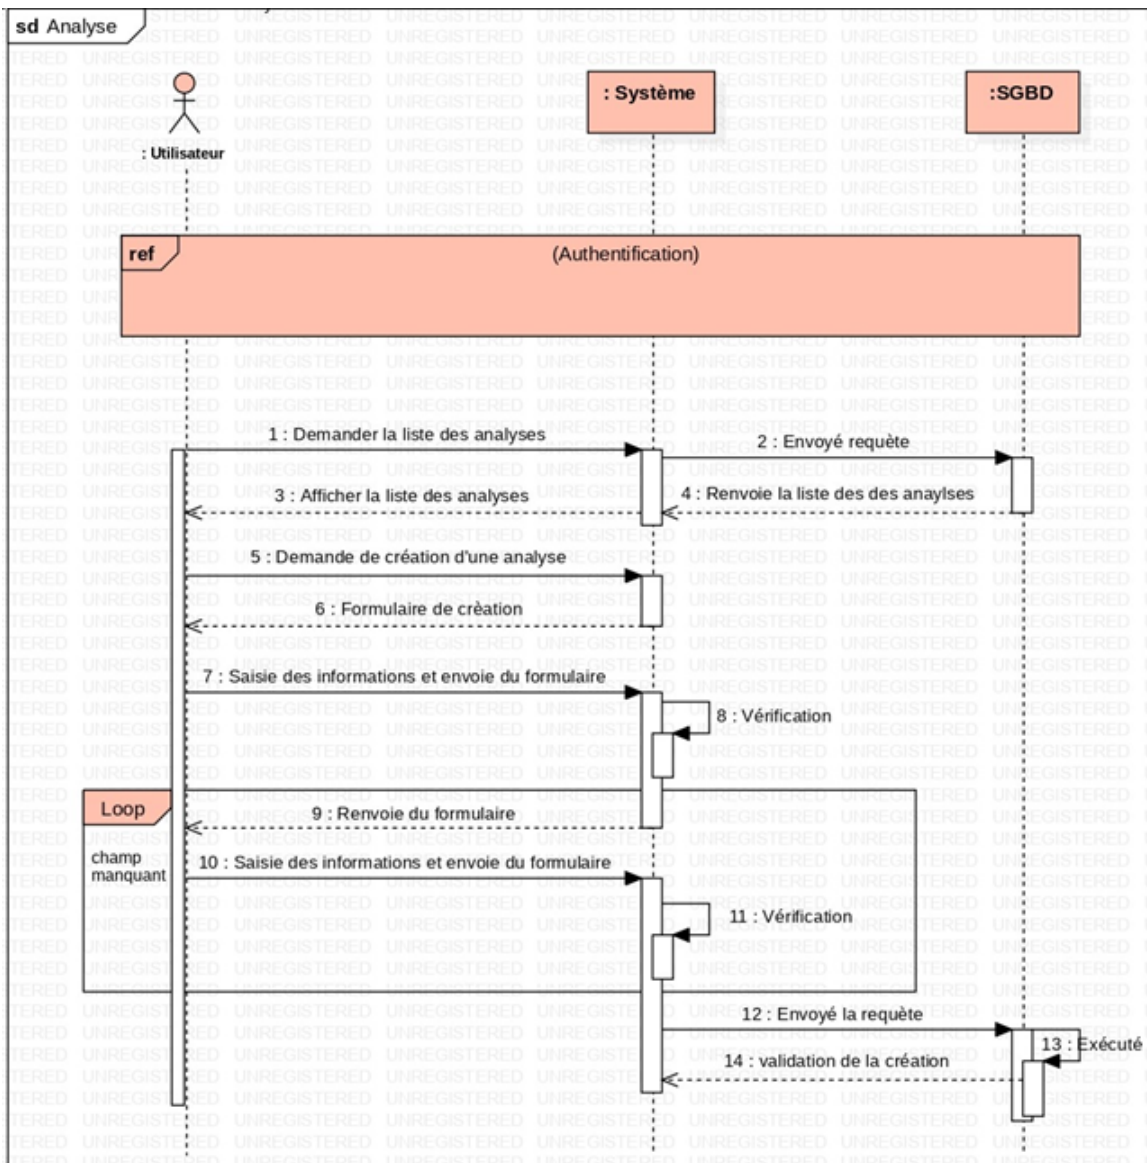 sd Analyse
: Utilisateur
: Système
:SGBD
ref
(Authentification)
1 : Demander la liste des analyses
2 : Envoyé requète
3 : Afficher la liste des analyses
4 : Renvoie la liste des des anaylses
5 : Demande de création d'une analyse
6 : Formulaire de crèation
7 : Saisie des informations et envoie du formulaire
8 : Vérification
Loop
9 : Renvoie du formulaire
champ
manquant
10 : Saisie des informations et envoie du formulaire
11 : Vérification
12 : Envoyé la requète
13 : Exécuté
14 : validation de la création
UNREGISTERED